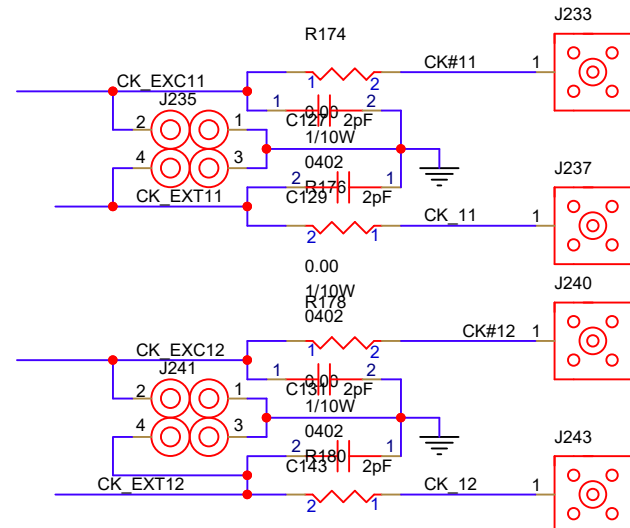 J233
R174
CK#11
1
1
2
CK_EXC11
J235
1
2
0.00
C127
2pF
2
1
1/10W
4
3
0402
J237
2
1
R176
CK_EXT11
C129
2pF
CK_11
1
2
1
0.00
J240
1/10W
R178
0402
CK#12
1
1
2
CK_EXC12
J241
1
2
0.00
C131
2pF
2
1
1/10W
4
3
0402
J243
2
1
R180
C143
2pF
CK_EXT12
CK_12
1
2
1